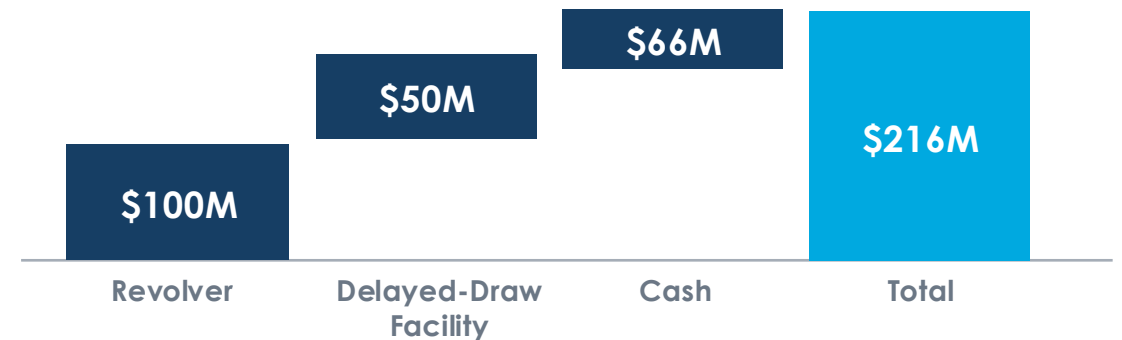 $66M
$50M
$216M
$100M
Revolver
Delayed-Draw
Facility
Cash
Total